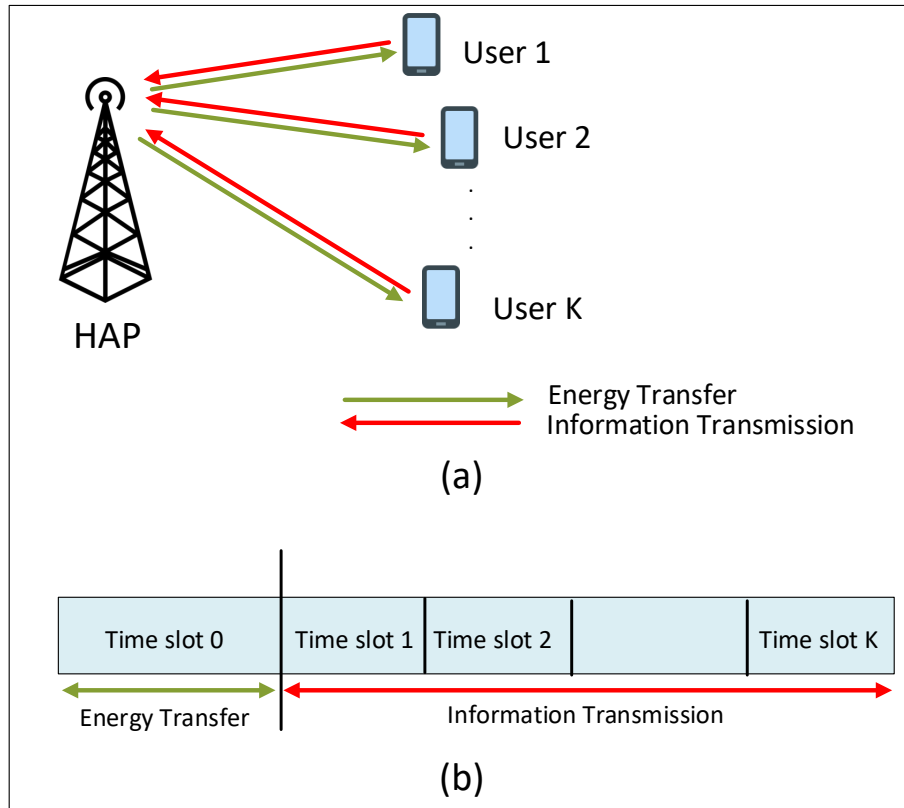 User 1
User 2
.
.
.
User K
HAP
Energy Transfer
Information Transmission
(a)
Time slot 0 Time slot 1 Time slot 2 Time slot K
Energy Transfer Information Transmission
(b)